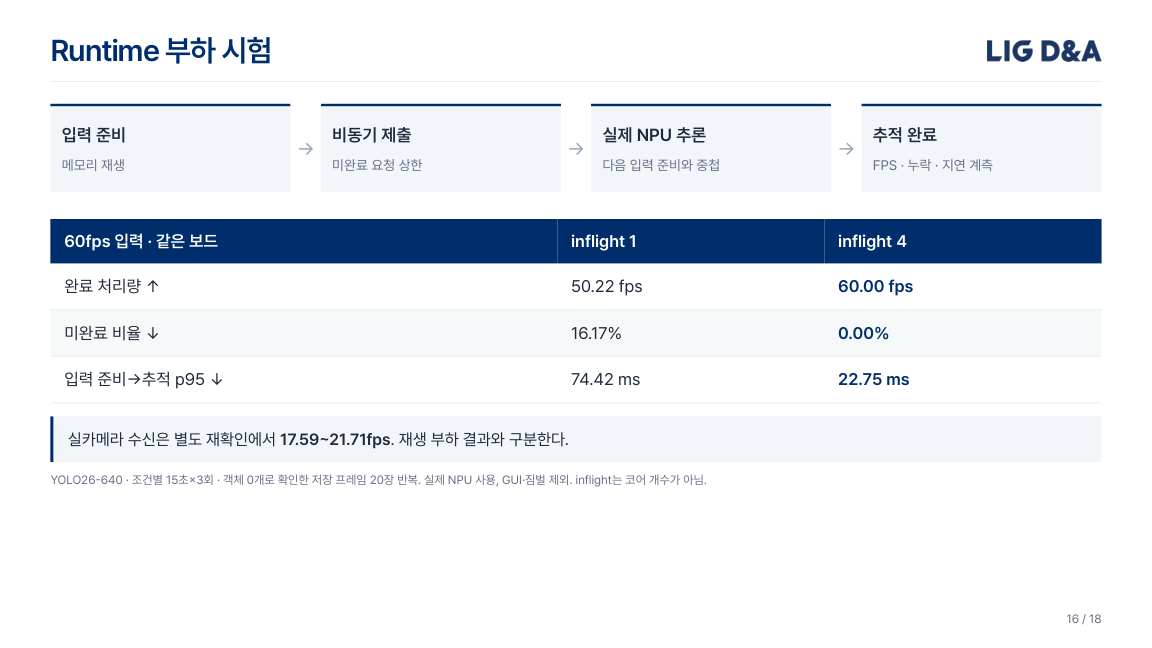 Runtime 부하 시험
LIG D&A
입력 준비
메모리 재생
→
비동기 제출
미완료 요청 상한
→
실제 NPU 추론
다음 입력 준비와 중첩
→
추적 완료
FPS · 누락 · 지연 계측
60fps 입력 · 같은 보드 inflight 1 inflight 4
완료 처리량 ↑ 50.22 fps 60.00 fps
미완료 비율 ↓ 16.17% 0.00%
입력 준비→추적 p95 ↓ 74.42 ms 22.75 ms
실카메라 수신은 별도 재확인에서 17.59~21.71fps. 재생 부하 결과와 구분한다.
YOLO26-640 · 조건별 15초×3회 · 객체 0개로 확인한 저장 프레임 20장 반복. 실제 NPU 사용, GUI·짐벌 제외. inflight는 코어 개수가 아님.
16 / 18